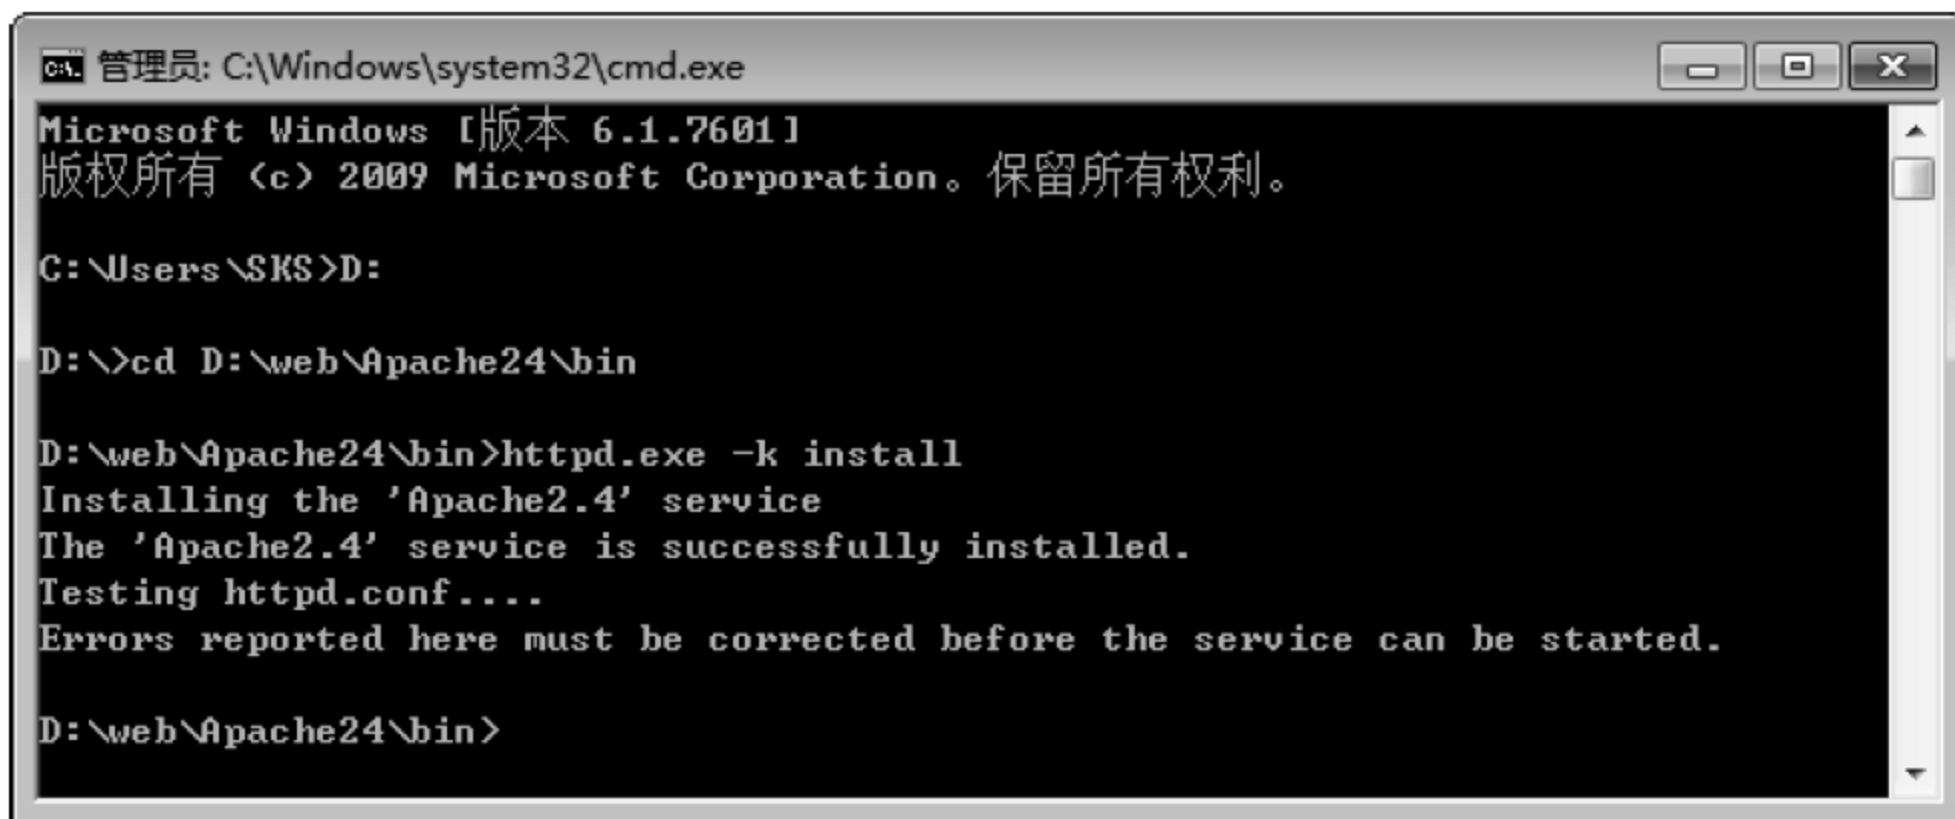 管理员: C:\Windows\system32\cmd.exe
Microsoft Windows [版本 6.1.7601]
版权所有 (c) 2009 Microsoft Corporation。保留所有权利。
C:\Users\SKS>D:
D:\>cd D:\web\Apache24\bin
D:\web\Apache24\bin>httpd.exe -k install
Installing the 'Apache2.4' service
The 'Apache2.4' service is successfully installed.
Testing httpd.conf....
Errors reported here must be corrected before the service can be started.
D:\web\Apache24\bin>